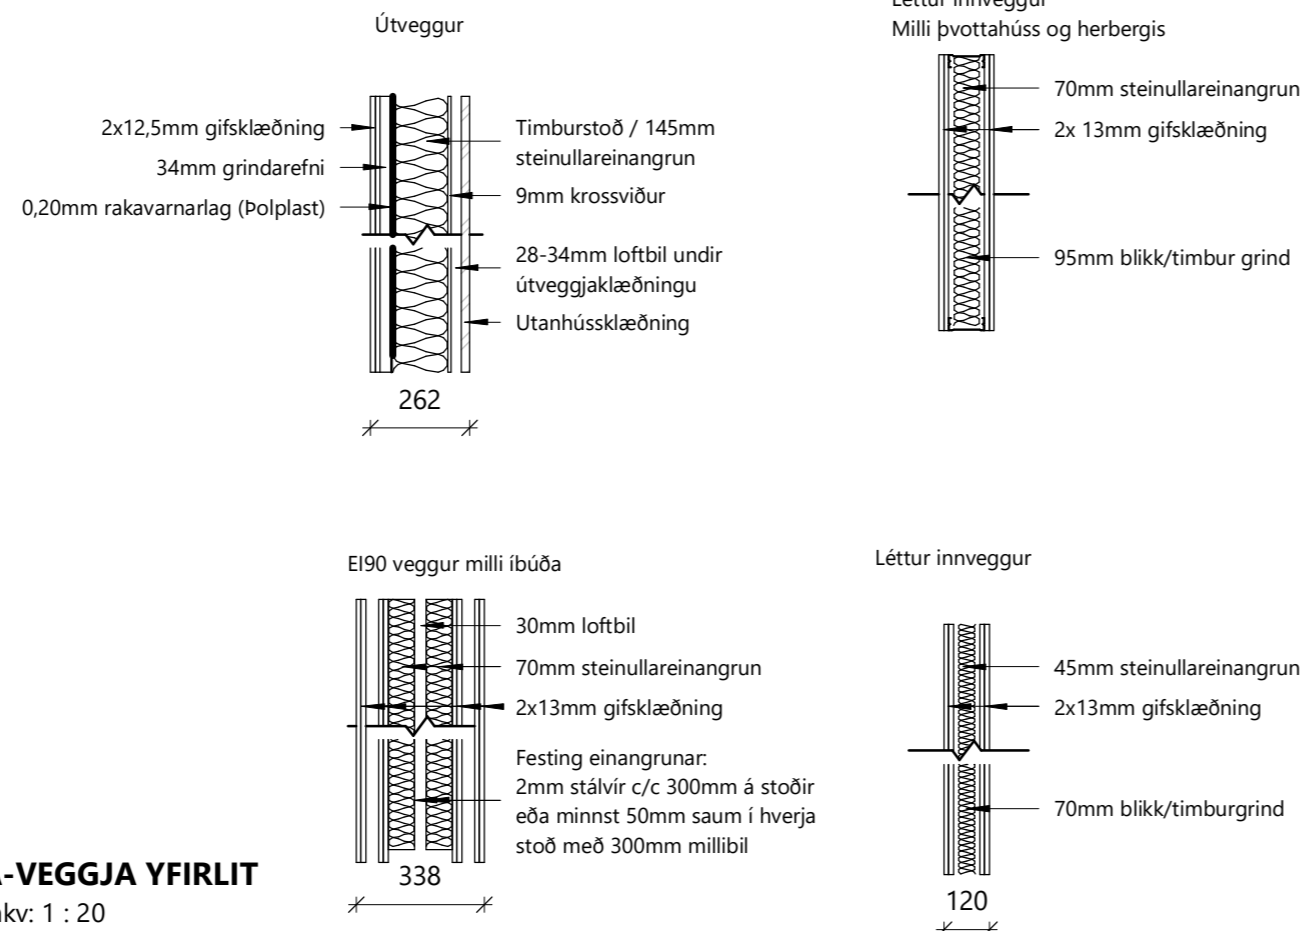 Útveggur
2x12,5mm gifsklæðning
34mm grindarefni
0,20mm rakavarnarlag (Þolplast)
Timburstoð / 145mm
steinullareinangrun
9mm krossviður
28-34mm loftbil undir
útveggjaklæðningu
Utanhússklæðning
262
Léttur innveggur
Milli þvottahúss og herbergis
70mm steinullareinangrun
2x 13mm gifsklæðning
95mm blikk/timbur grind
EI90 veggur milli íbúða
30mm loftbil
70mm steinullareinangrun
2x13mm gifsklæðning
Festing einangrunar:
2mm stálvír c/c 300mm á stoðir
eða minnst 50mm saum í hverja
stoð með 300mm millibil
338
Léttur innveggur
45mm steinullareinangrun
2x13mm gifsklæðning
70mm blikk/timburgrind
120
-VEGGJA YFIRLIT
kv: 1 : 20